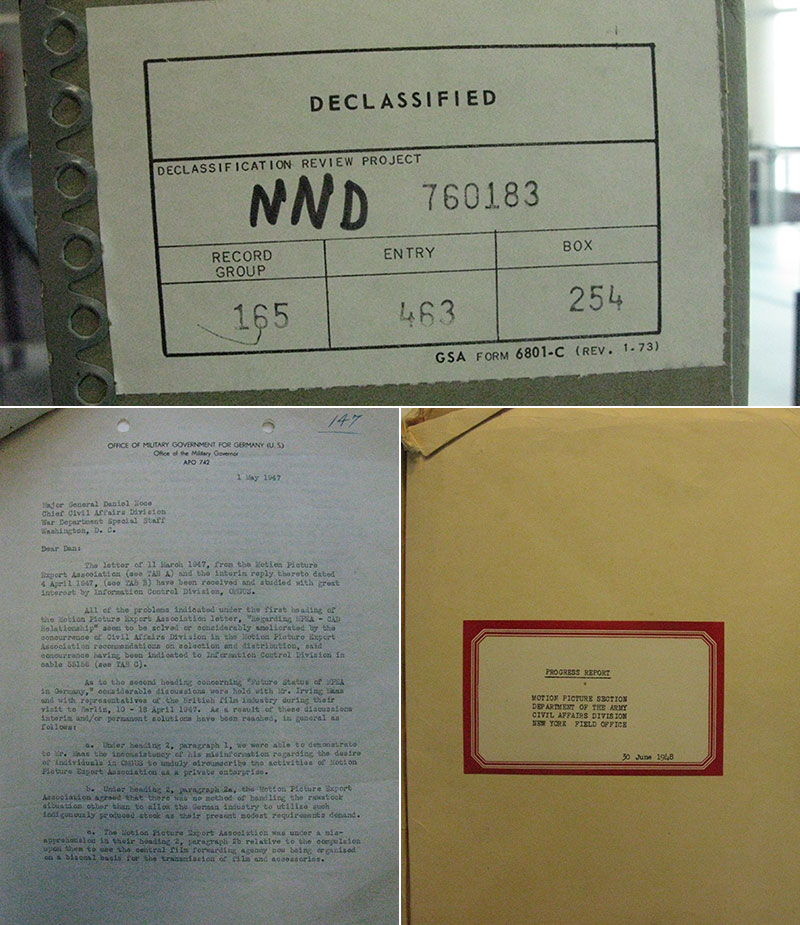 DECLASSIFIED
DECLASSIFICATION REVIEW PROJECT
NND 760183
RECORD GROUP
ENTRY
BOX
165
463
254
GSA FORM 6801-C (REV. 1-73)
147
OFFICE OF MILITARY GOVERNMENT FOR GERMANY (U.S.)
Office of the Military Governor
APO 742
1 May 1947
Major General Daniel Noce
Chief Civil Affairs Division
War Department Special Staff
Washington, D. C.
Dear Dan:
The letter of 11 March 1947, from the Motion Picture
Export Association (see TAB A) and the interim reply thereto dated
4 April 1947, (see TAB B) have been received and studied with great
interest by Information Control Division, OMGUS.
All of the problems indicated under the first heading of
the Motion Picture Export Association letter, "Regarding MPEA - CAD
Relationship" seem to be solved or considerably ameliorated by the
concurrence of Civil Affairs Division in the Motion Picture Export
Association recommendations on selection and distribution, said
concurrence having been indicated to Information Control Division in
cable (see TAB C).
As to the second heading concerning "Future Status of MPEA
in Germany," considerable discussions were held with Mr. Irving Maas
and with representatives of the British film industry during their
visit to Berlin, 10 - 16 April 1947. As a result of these discussions
interim and/or permanent solutions have been reached, in general as
follows:
a. Under heading 2, paragraph 1, we were able to demonstrate
to Mr. Maas the inconsistency of his misinformation regarding the desire
of individuals in OMGUS to unduly circumscribe the activities of Motion
Picture Export Association as a private enterprise.
b. Under heading 2, paragraph 2a, the Motion Picture Export
Association agreed that there was no method of handling the rawstock
situation other than to allow the German industry to utilize such
indigenously produced stock as their present modest requirements demand.
c. The Motion Picture Export Association was under a mis-
apprehension in their heading 2, paragraph 2b relative to the compulsion
upon them to use the central film forwarding agency now being organized
on a bizonal basis for the transmission of film and accessories.
PROGRESS REPORT
MOTION PICTURE SECTION
DEPARTMENT OF THE ARMY
CIVIL AFFAIRS DIVISION
NEW YORK FIELD OFFICE
30 June 1948